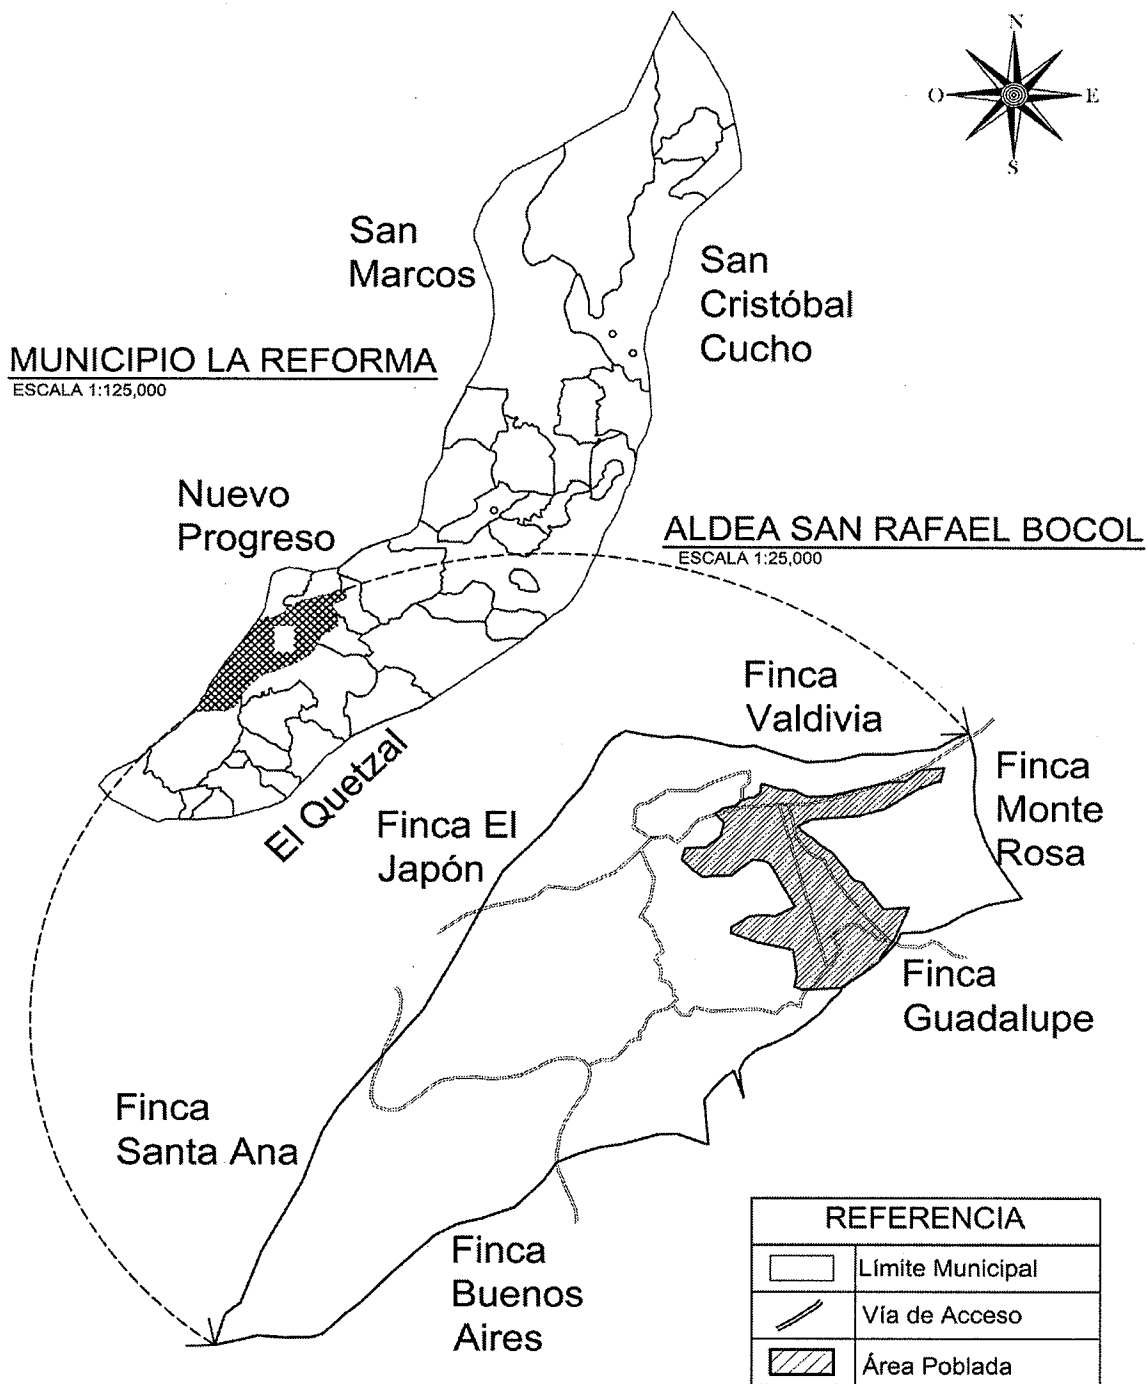 N
O
E
S
San
Marcos
San
Cristóbal
Cucho
MUNICIPIO LA REFORMA
ESCALA 1:125,000
Nuevo
Progreso
ALDEA SAN RAFAEL BOCOL
ESCALA 1:25,000
El Quetzal
Finca
Valdivia
Finca
Monte
Rosa
Finca El
Japón
Finca
Guadalupe
Finca
Santa Ana
Finca
Buenos
Aires
REFERENCIA
Límite Municipal
Vía de Acceso
Área Poblada